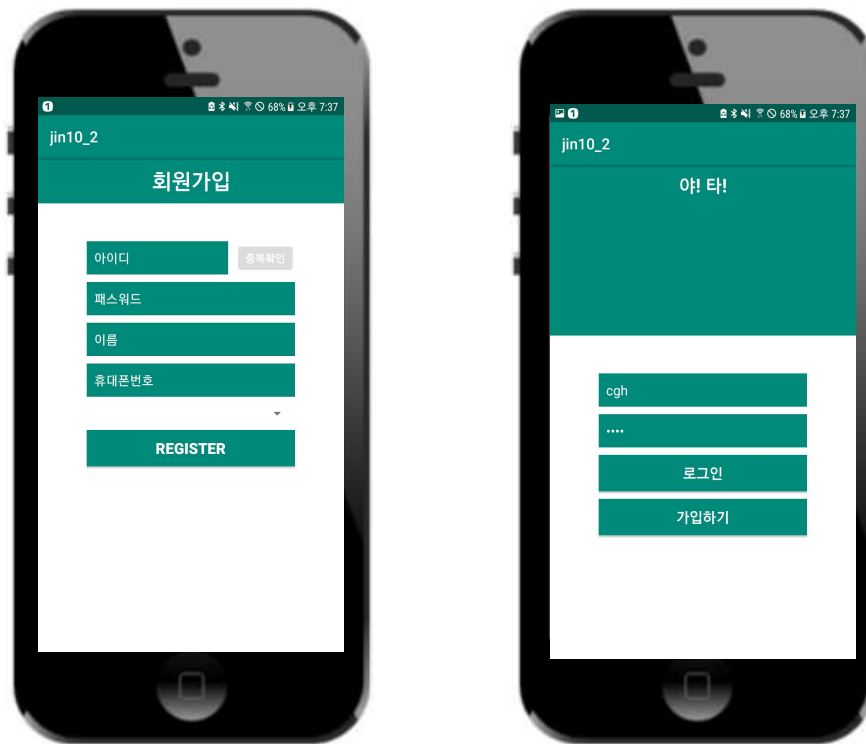 1 68% 오후 7:37
jin10_2
회원가입
아이디 중복확인
패스워드
이름
휴대폰번호
REGISTER
1 68% 오후 7:37
jin10_2
야! 타!
cgh
••••
로그인
가입하기